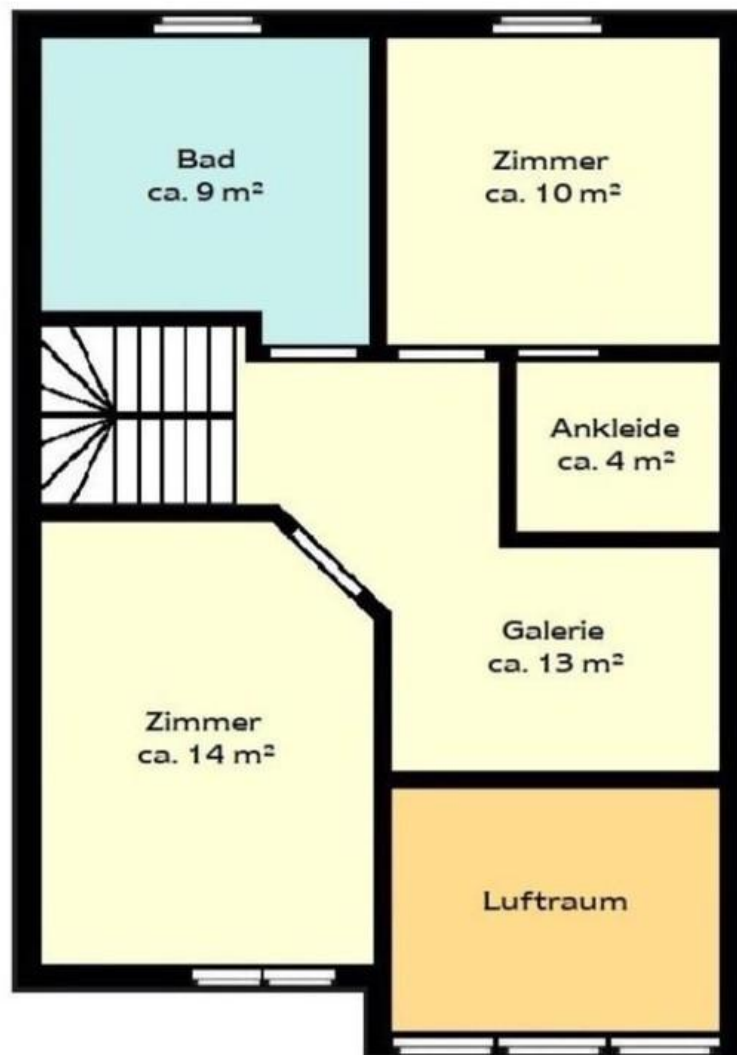 Bad
ca. 9 m²
Zimmer
ca. 10 m²
Ankleide
ca. 4 m²
Galerie
ca. 13 m²
Zimmer
ca. 14 m²
Luftraum